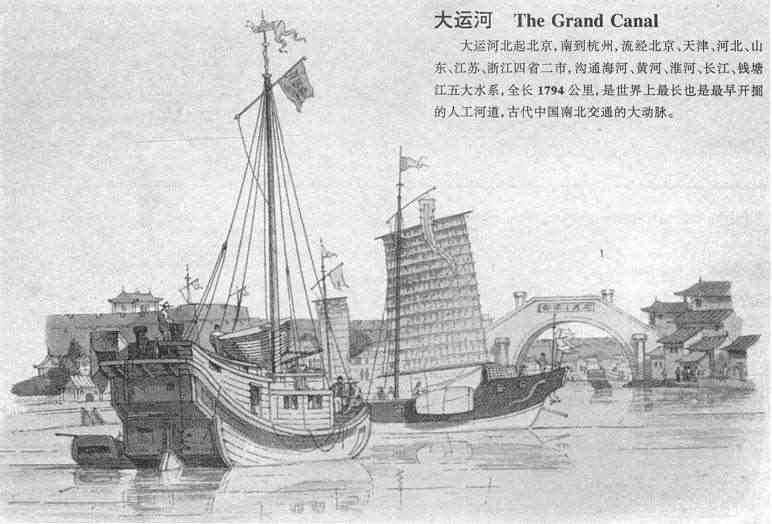 大运河 The Grand Canal
大运河北起北京，南到杭州，流经北京、天津、河北、山
东、江苏、浙江四省二市，沟通海河、黄河、淮河、长江、钱塘
江五大水系，全长 1794 公里，是世界上最长也是最早开掘
的人工河道，古代中国南北交通的大动脉。